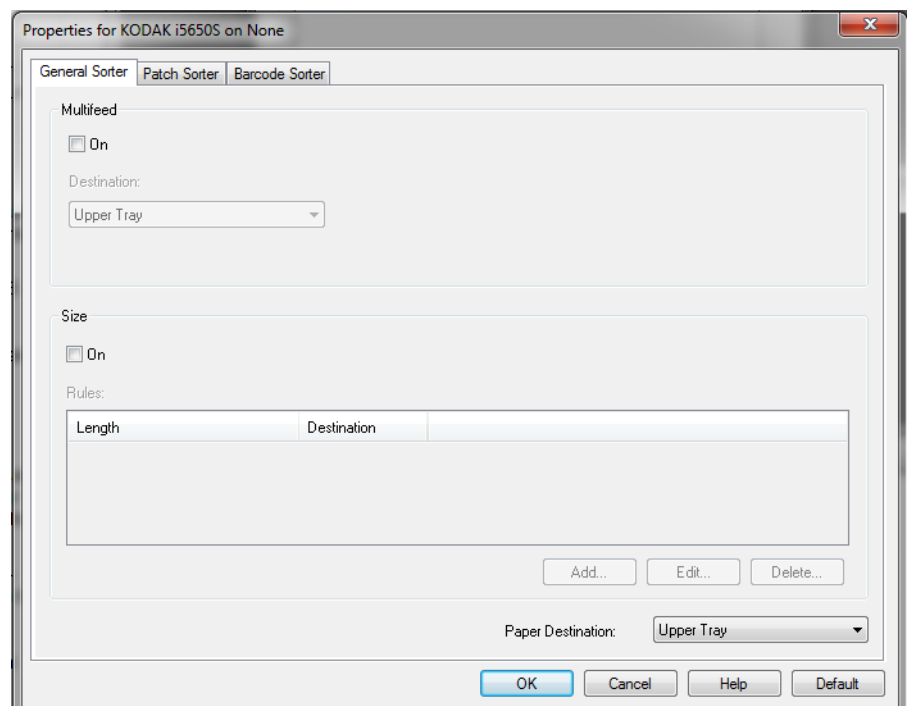 Properties for KODAK i5650S on None
General Sorter Patch Sorter Barcode Sorter
Multifeed
On
Destination:
Upper Tray
Size
On
Rules:
Length Destination
Add... Edit... Delete...
Paper Destination: Upper Tray
OK Cancel Help Default